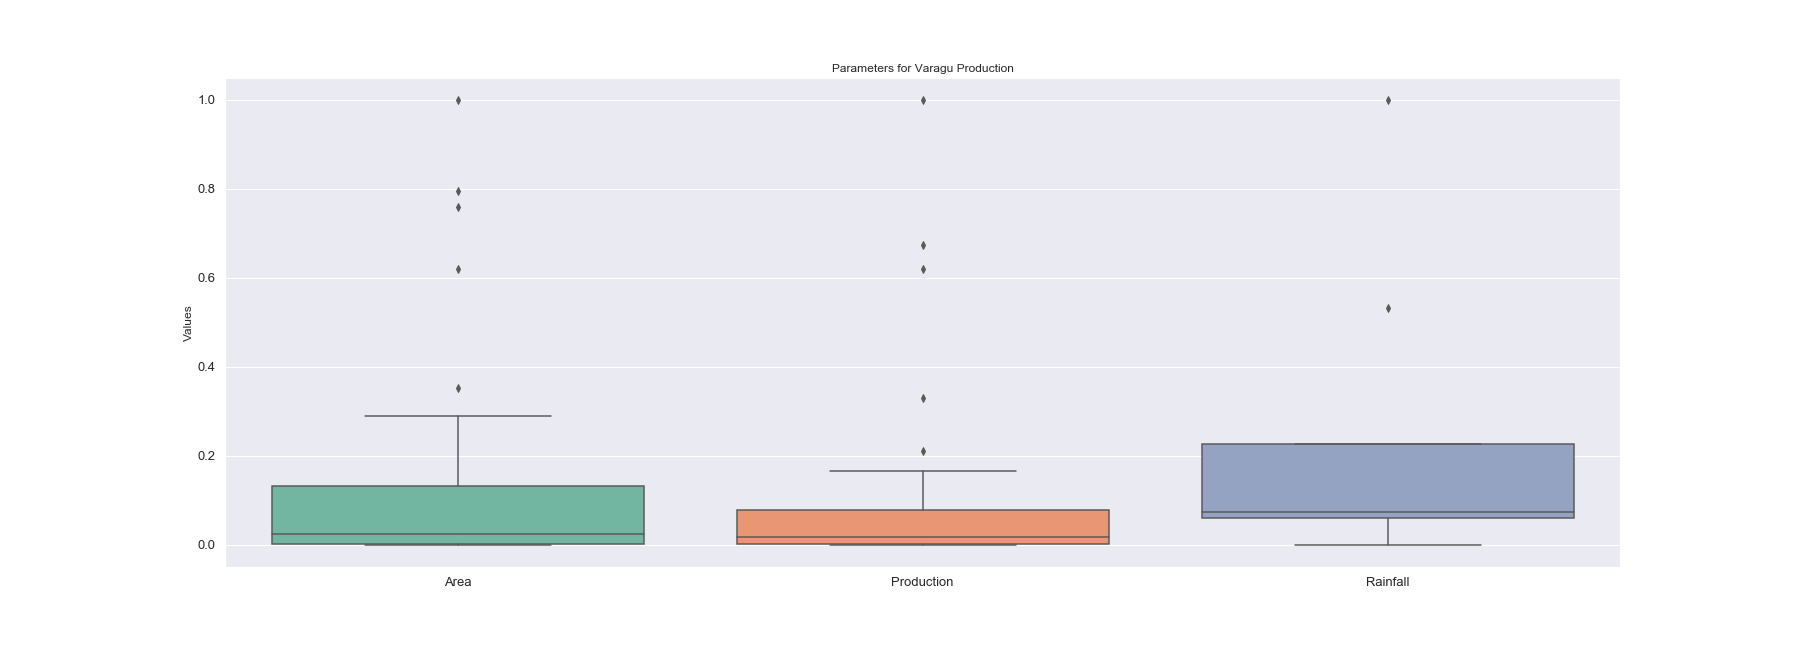 Parameters for Varagu Production
1.0
0.8
0.6
0.4
0.2
0.0
Values
Area
Production
Rainfall